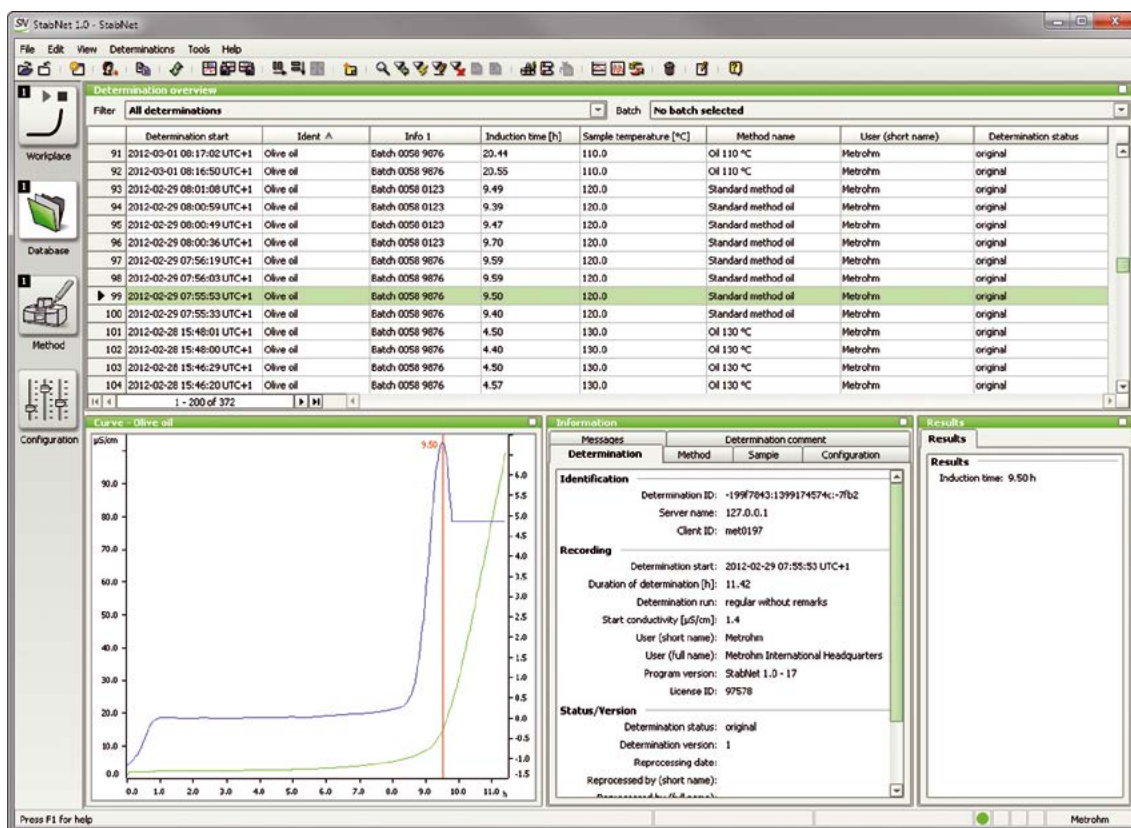 StabNet 1.0 - StabNet
File Edit View Determinations Tools Help
Determination overview
Filter All determinations Batch No batch selected
Determination start Ident Info 1 Induction time [h] Sample temperature [°C] Method name User (short name) Determination status
91 2012-03-01 08:17:02 UTC+1 Olive oil Batch 0058 9876 20.44 110.0 Oil 110 °C Metrohm original
92 2012-03-01 08:16:50 UTC+1 Olive oil Batch 0058 9876 20.55 110.0 Oil 110 °C Metrohm original
93 2012-02-29 08:01:08 UTC+1 Olive oil Batch 0058 0123 9.49 120.0 Standard method oil Metrohm original
94 2012-02-29 08:00:59 UTC+1 Olive oil Batch 0058 0123 9.39 120.0 Standard method oil Metrohm original
95 2012-02-29 08:00:49 UTC+1 Olive oil Batch 0058 0123 9.47 120.0 Standard method oil Metrohm original
96 2012-02-29 08:00:36 UTC+1 Olive oil Batch 0058 0123 9.70 120.0 Standard method oil Metrohm original
97 2012-02-29 07:56:19 UTC+1 Olive oil Batch 0058 9876 9.59 120.0 Standard method oil Metrohm original
98 2012-02-29 07:56:03 UTC+1 Olive oil Batch 0058 9876 9.59 120.0 Standard method oil Metrohm original
99 2012-02-29 07:55:53 UTC+1 Olive oil Batch 0058 9876 9.50 120.0 Standard method oil Metrohm original
100 2012-02-29 07:55:33 UTC+1 Olive oil Batch 0058 9876 9.40 120.0 Standard method oil Metrohm original
101 2012-02-28 15:48:01 UTC+1 Olive oil Batch 0058 9876 4.50 130.0 Oil 130 °C Metrohm original
102 2012-02-28 15:48:00 UTC+1 Olive oil Batch 0058 9876 4.40 130.0 Oil 130 °C Metrohm original
103 2012-02-28 15:46:29 UTC+1 Olive oil Batch 0058 9876 4.50 130.0 Oil 130 °C Metrohm original
104 2012-02-28 15:46:20 UTC+1 Olive oil Batch 0058 9876 4.57 130.0 Oil 130 °C Metrohm original
1 - 200 of 372
1
Workplace
1
Database
1
Method
Configuration
Curve - Olive oil
µS/cm
9.50
90.0
80.0
70.0
60.0
50.0
40.0
30.0
20.0
10.0
0.0
6.0
5.5
5.0
4.5
4.0
3.5
3.0
2.5
2.0
1.5
1.0
0.5
0.0
-0.5
-1.0
-1.5
0.0 1.0 2.0 3.0 4.0 5.0 6.0 7.0 8.0 9.0 10.0 11.0 h
Information
Messages Determination comment
Determination Method Sample Configuration
Identification
Determination ID: -199f7843:1399174574c:-7fb2
Server name: 127.0.0.1
Client ID: met0197
Recording
Determination start: 2012-02-29 07:55:53 UTC+1
Duration of determination [h]: 11.42
Determination run: regular without remarks
Start conductivity [µS/cm]: 1.4
User (short name): Metrohm
User (full name): Metrohm International Headquarters
Program version: StabNet 1.0 - 17
License ID: 97578
Status/Version
Determination status: original
Determination version: 1
Reprocessing date:
Reprocessed by (short name):
Results
Results
Results
Induction time: 9.50 h
Press F1 for help
Metrohm